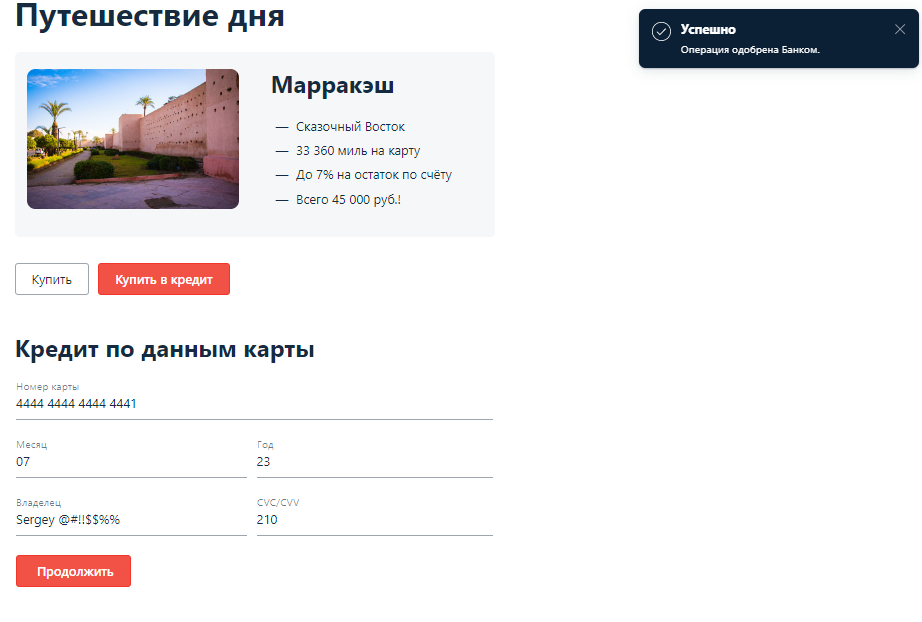 Путешествие дня
Успешно
Операция одобрена Банком.
Марракэш
— Сказочный Восток
— 33 360 миль на карту
— До 7% на остаток по счёту
— Всего 45 000 руб.!
Купить
Купить в кредит
Кредит по данным карты
Номер карты
4444 4444 4444 4441
Месяц
Год
07
23
Владелец
CVC/CVV
Sergey @#!!$$%%
210
Продолжить